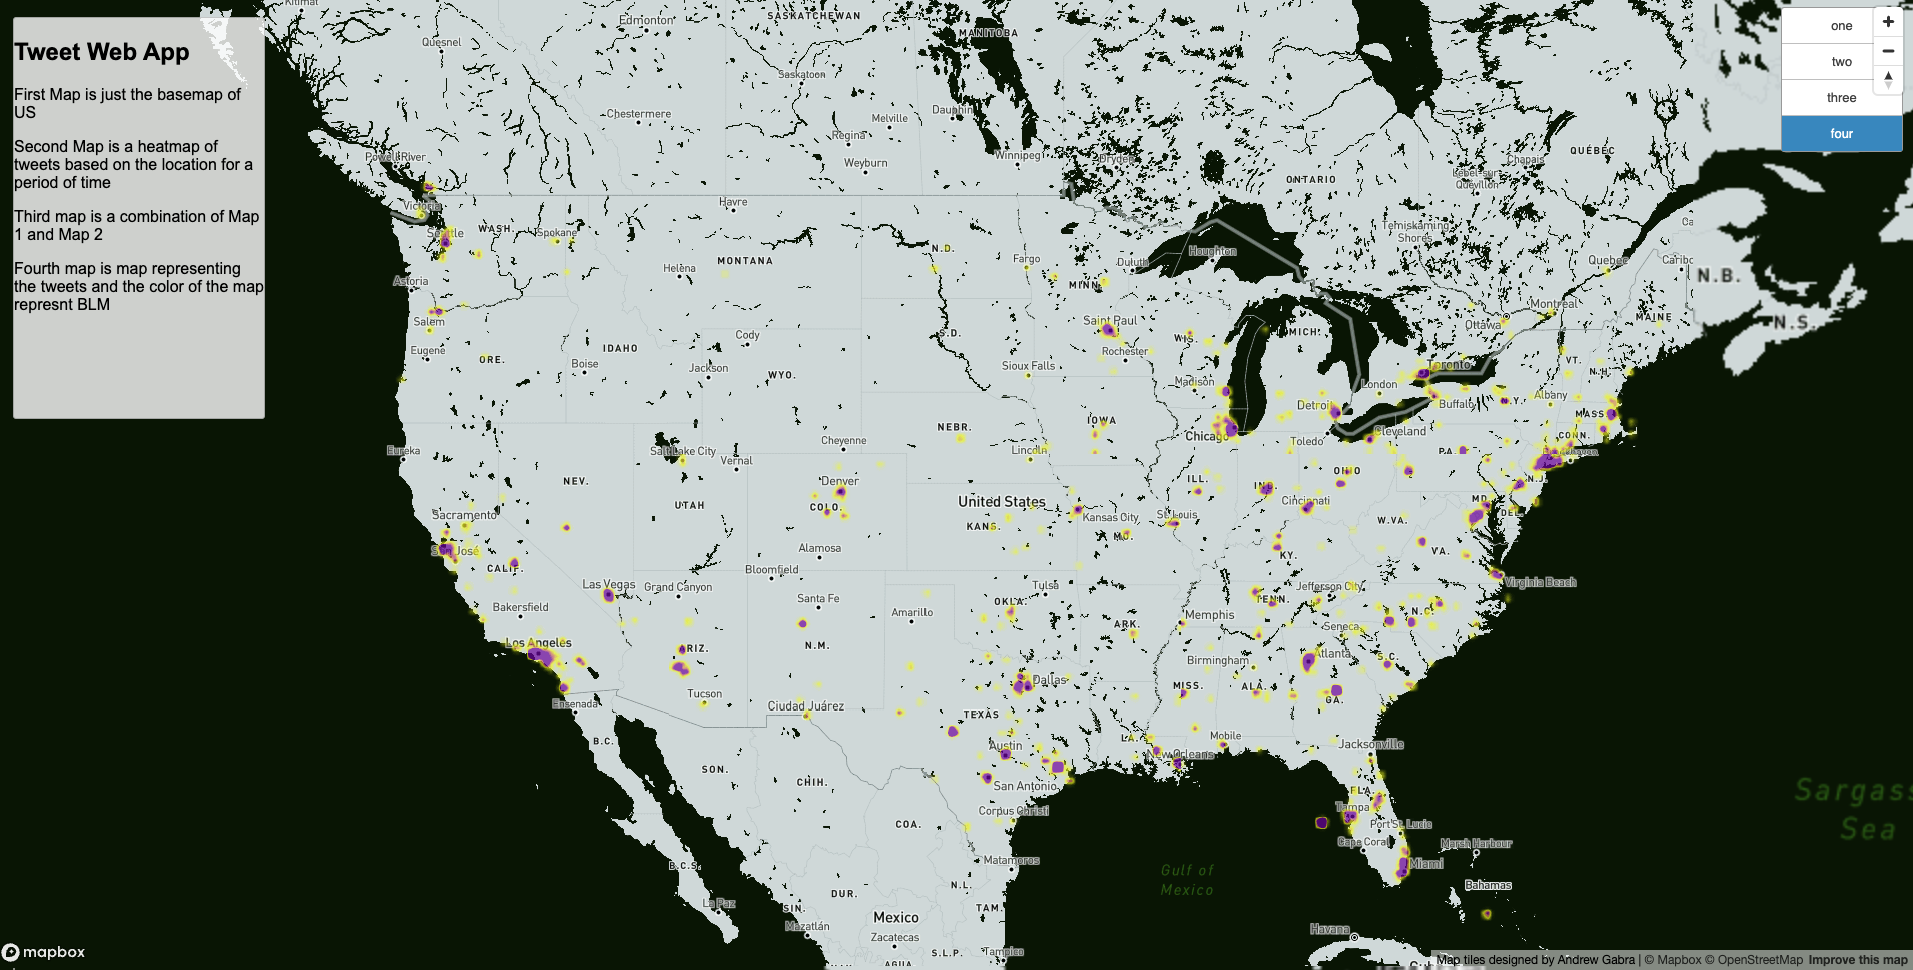 Tweet Web App
First Map is just the basemap of
US
Second Map is a heatmap of
tweets based on the location for a
period of time
Third map is a combination of Map
1 and Map 2
Fourth map is map representing
the tweets and the color of the map
represnt BLM
one
two
three
four
Kitimat
Edmonton
SASKATCHEWAN
MANITOBA
Quesnel
Saskatoon
Chestermere
Dauphin
Melville
Regina
Weyburn
Winnipeg
Dryden
ONTARIO
QUÉBEC
Chapais
Lebel-sur-
Quévillon
Powell River
Victoria
Seattle
WASH.
Spokane
Havre
Helena
MONTANA
N.D.
Fargo
Duluth
Houghton
Temiskaming
Shores
Quebec
N.B.
N.S.
Astoria
MINN.
Montreal
MAINE
Salem
Saint Paul
Ottawa
Eugene
ORE.
IDAHO
Boise
Cody
Jackson
WYO.
S.D.
Sioux Falls
Rochester
WIS.
MICH.
Toronto
VT.
N.H.
Madison
London
Detroit
Buffalo
N.Y.
Albany
MASS
Eureka
Salt Lake City
Vernal
Cheyenne
NEBR.
IOWA
Chicago
Toledo
Cleveland
CONN.
Lincoln
PA.
NEV.
UTAH
Denver
COLO.
United States
KANS.
Kansas City
MO.
St Louis
ILL.
IND.
OHIO
Cincinnati
W.VA.
MD.
DEL.
N.J.
Sacramento
San José
CALIF.
Alamosa
Bloomfield
KY.
VA.
Virginia Beach
Las Vegas
Grand Canyon
Bakersfield
Santa Fe
Amarillo
Tulsa
OKLA.
ARK.
Memphis
TENN.
Jefferson City
N.C.
Seneca
Los Angeles
ARIZ.
N.M.
Birmingham
Atlanta
S.C.
Dallas
MISS.
ALA.
GA.
Tucson
Ensenada
Ciudad Juárez
TEXAS
B.C.
Austin
LA.
Mobile
New Orleans
Jacksonville
SON.
CHIH.
San Antonio
FLA.
Corpus Christi
Tampa
Port St. Lucie
COA.
Cape Coral
Marsh Harbour
Sargass
Sea
B.C.S.
Matamoros
Miami
Gulf of
Mexico
N.L.
Bahamas
DUR.
La Paz
SIN.
Mexico
TAM.
Mazatlán
Zacatecas
Havana
S.L.P.
Tampico
AGU.
mapbox
Map tiles designed by Andrew Gabra | © Mapbox © OpenStreetMap Improve this map